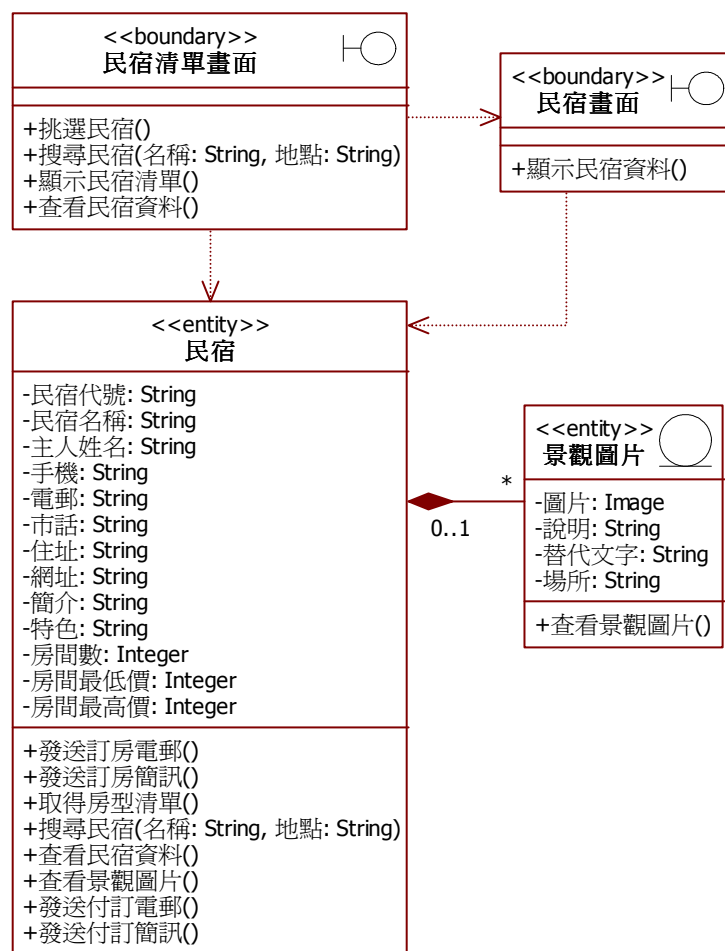 <<boundary>>
民宿清單畫面
+挑選民宿()
+搜尋民宿(名稱: String, 地點: String)
+顯示民宿清單()
+查看民宿資料()
<<boundary>>
民宿畫面
+顯示民宿資料()
<<entity>>
民宿
-民宿代號: String
-民宿名稱: String
-主人姓名: String
-手機: String
-電郵: String
-市話: String
-住址: String
-網址: String
-簡介: String
-特色: String
-房間數: Integer
-房間最低價: Integer
-房間最高價: Integer
+發送訂房電郵()
+發送訂房簡訊()
+取得房型清單()
+搜尋民宿(名稱: String, 地點: String)
+查看民宿資料()
+查看景觀圖片()
+發送付訂電郵()
+發送付訂簡訊()
0..1
*
<<entity>>
景觀圖片
-圖片: Image
-說明: String
-替代文字: String
-場所: String
+查看景觀圖片()